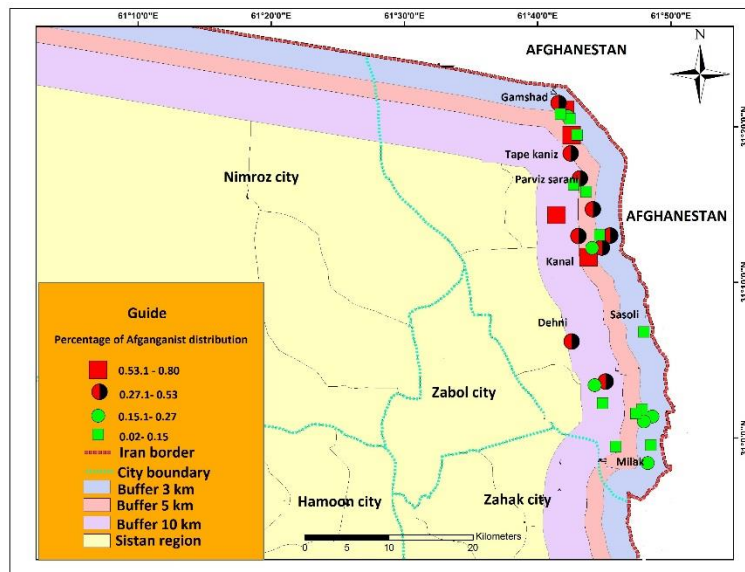 61°10'0"E
61°20'0"E
61°30'0"E
61°40'0"E
61°50'0"E
AFGHANESTAN
N
Gamshad
Tape kaniz
Parviz sarani
Nimroz city
AFGHANESTAN
Kanal
Sasoli
Dehni
Zabol city
Milak
Hamoon city
Zahak city
Guide
Percentage of Afganganist distribution
0.53.1 - 0.80
0.27.1 - 0.53
0.15.1- 0.27
0.02- 0.15
Iran border
City boundary
Buffer 3 km
Buffer 5 km
Buffer 10 km
Sistan region
Kilometers
0 5 10 20